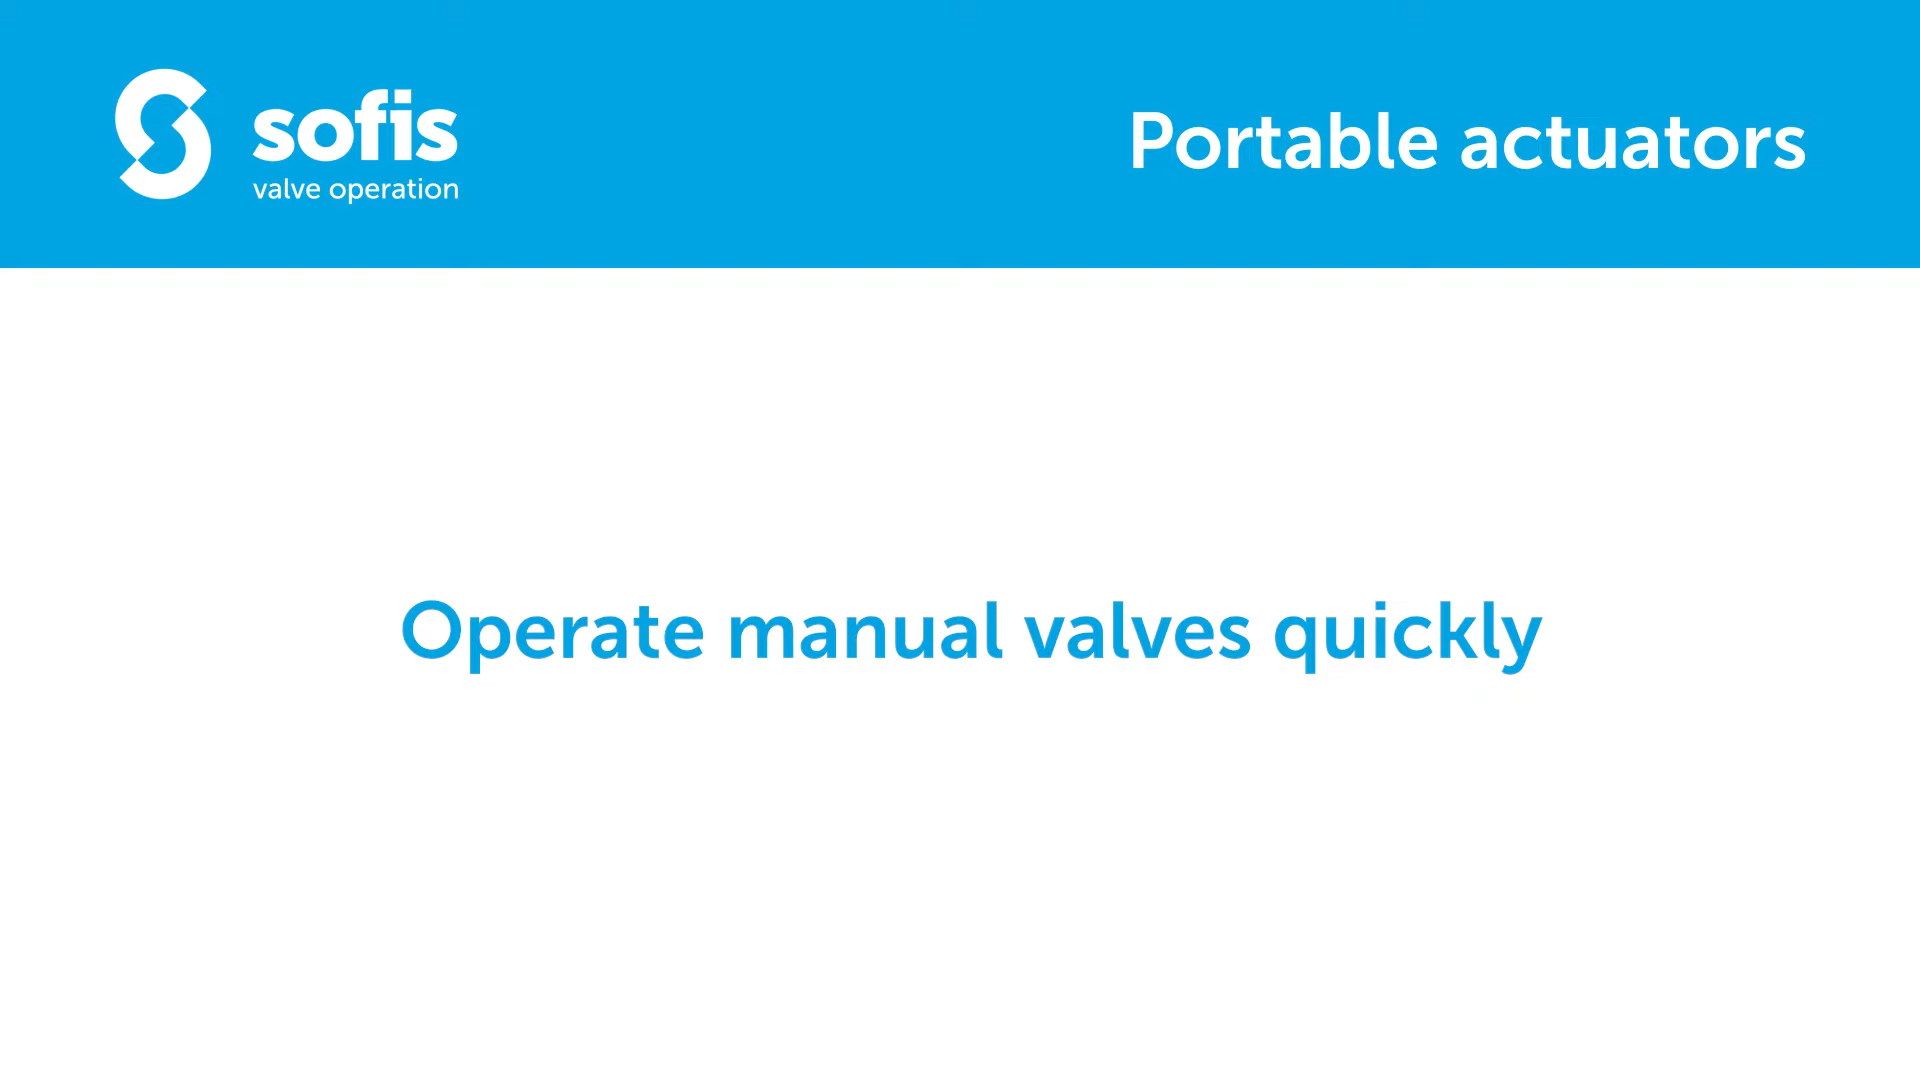 sofis
valve operation
Portable actuators
Operate manual valves quickly